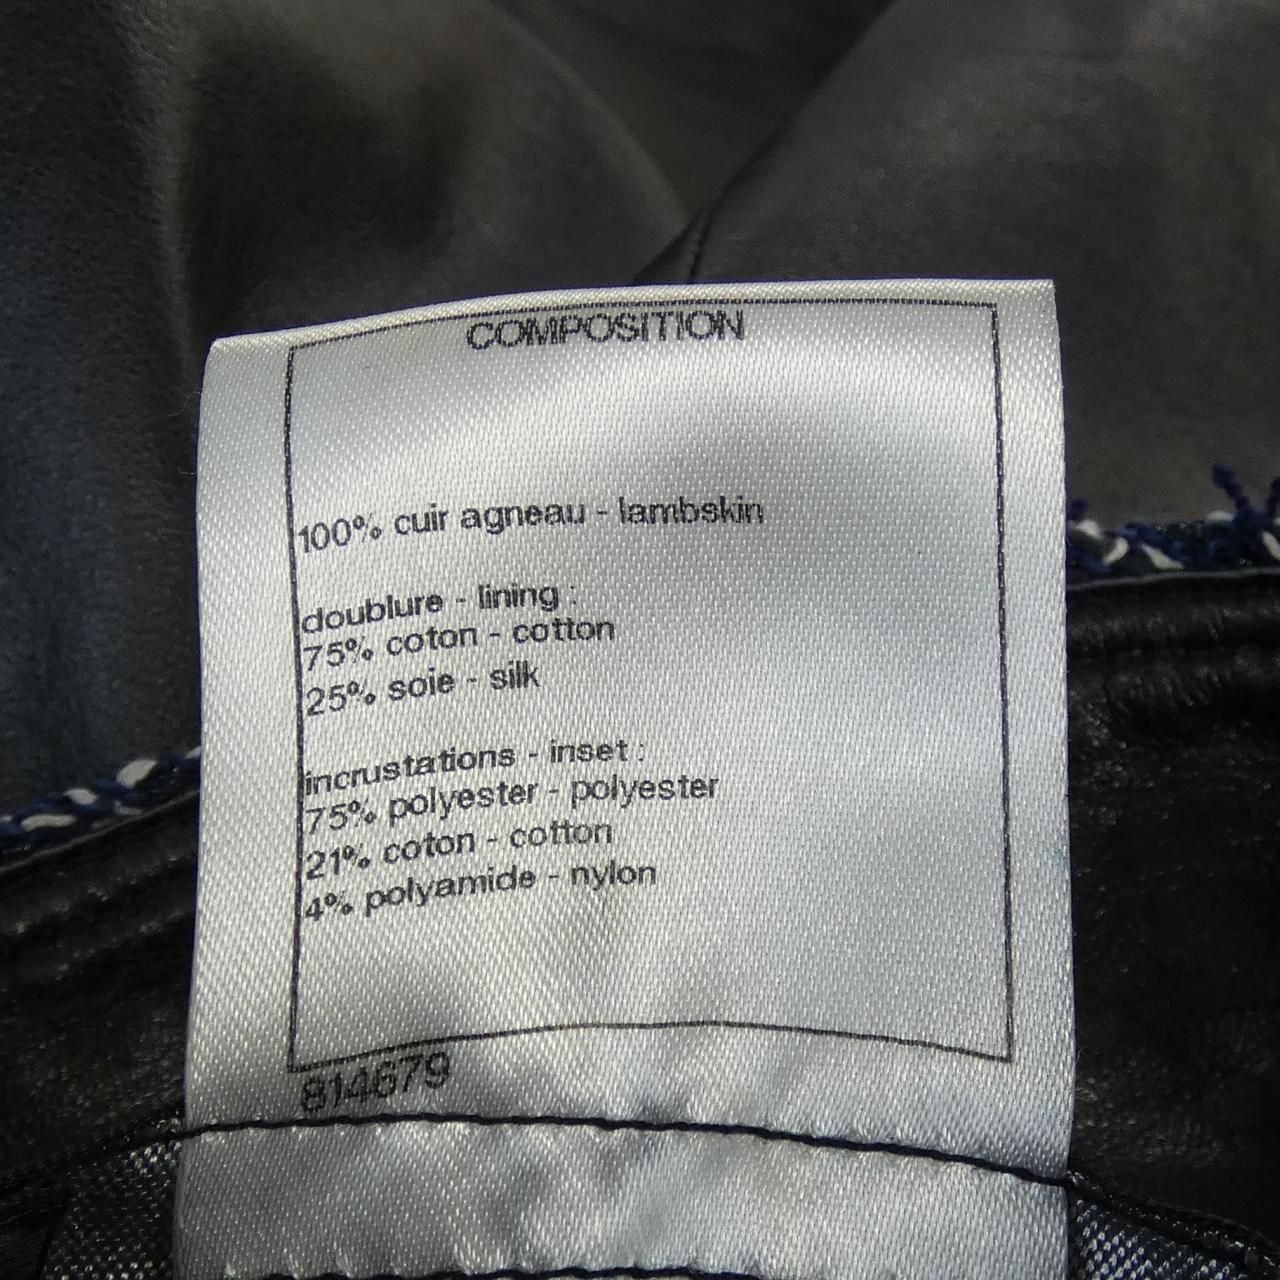 COMPOSITION
100% cuir agneau - lambskin
doublure - lining :
75% coton - cotton
25% soie - silk
incrustations - inset :
75% polyester - polyester
21% coton - cotton
4% polyamide - nylon
814679